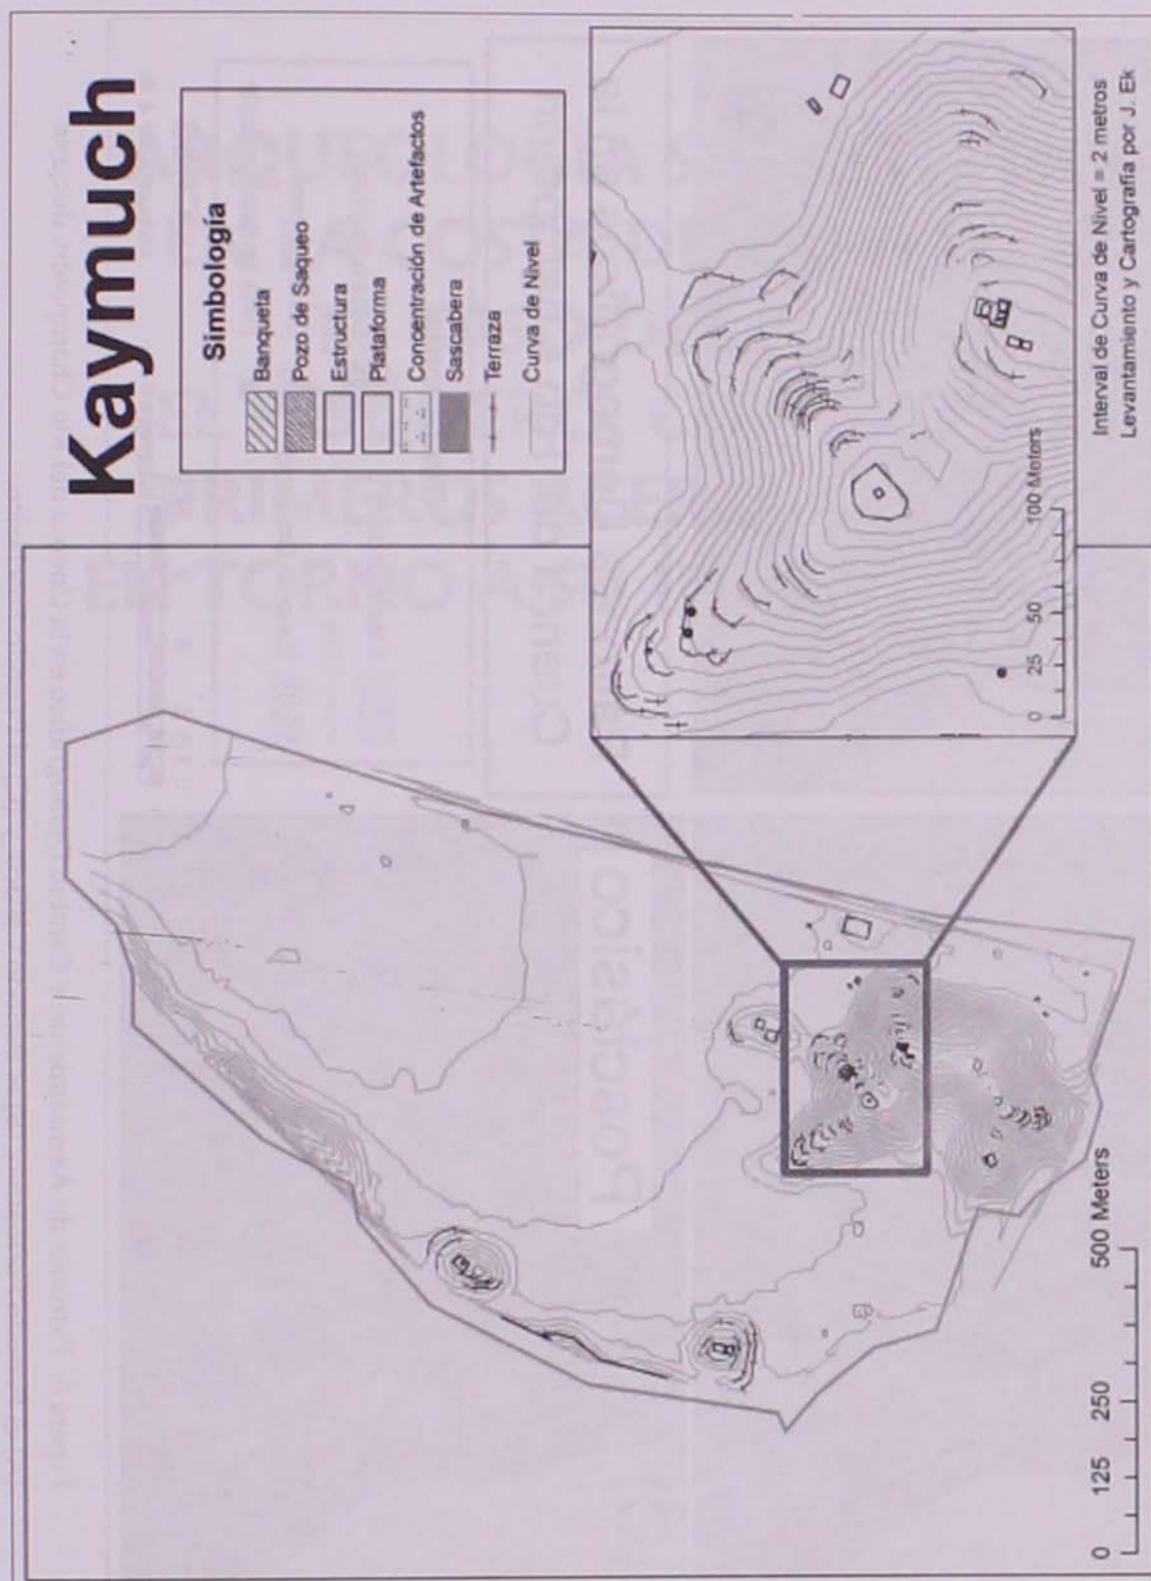 Kaymuch
Simbología
Banqueta
Pozo de Saqueo
Estructura
Plataforma
Concentración de Artefactos
Sascabera
Terraza
Curva de Nivel
0 25 50 100 Meters
Interval de Curva de Nivel = 2 metros
Levantamiento y Cartografía por J. Ek
0 125 250 500 Meters